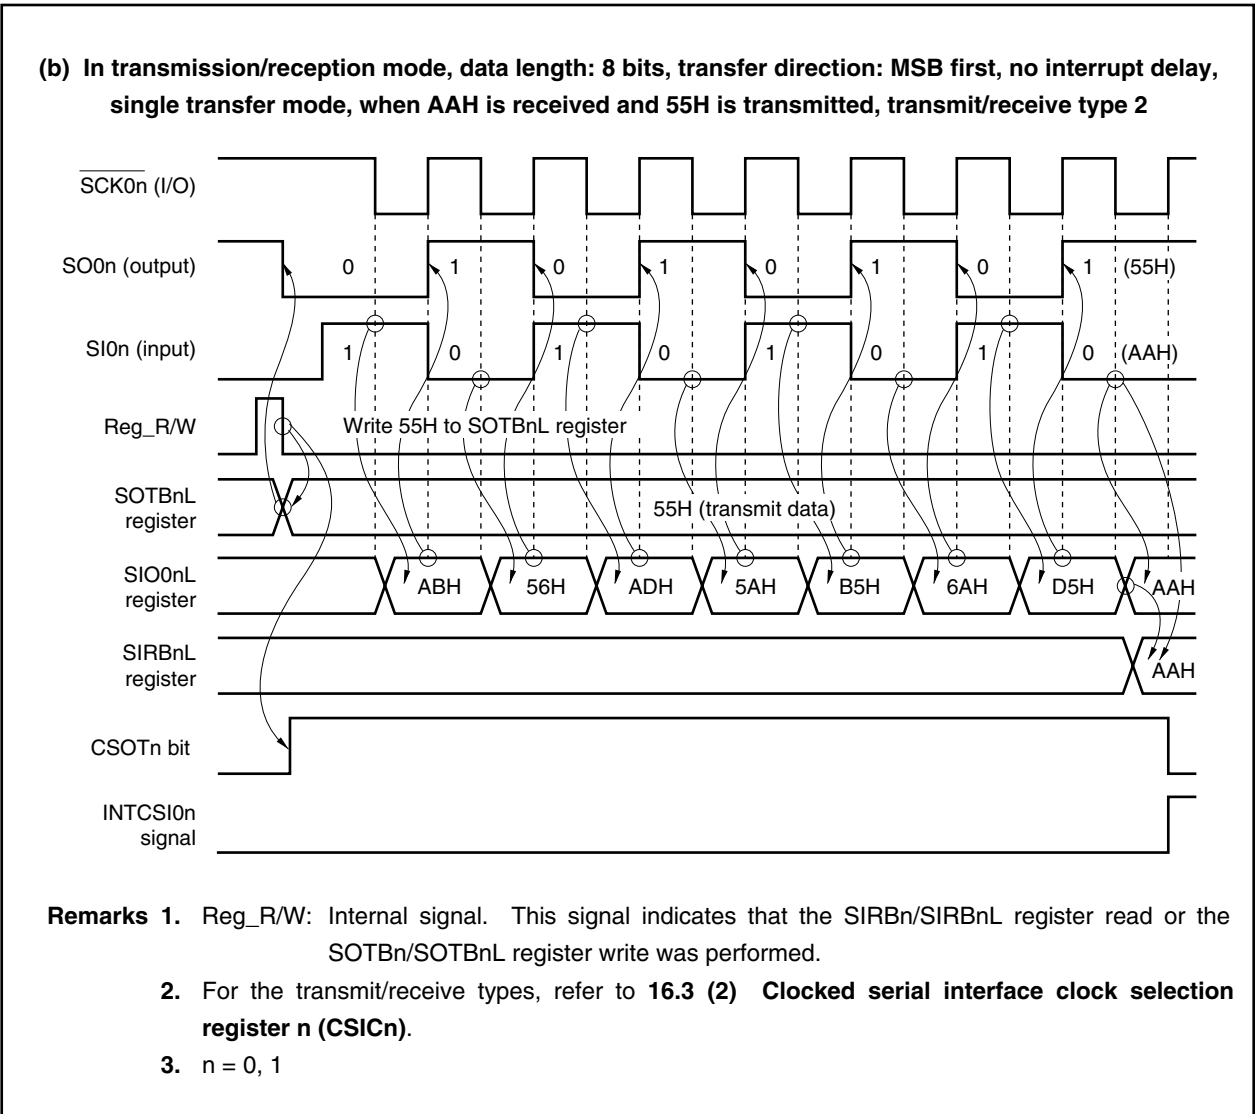 (b) In transmission/reception mode, data length: 8 bits, transfer direction: MSB first, no interrupt delay,
single transfer mode, when AAH is received and 55H is transmitted, transmit/receive type 2
SCK0n (I/O)
SO0n (output)
0 1 0 1 0 1 0 1 (55H)
SI0n (input)
1 0 1 0 1 0 1 0 (AAH)
Reg_R/W
Write 55H to SOTBnL register
SOTBnL
register
55H (transmit data)
SIO0nL
register
ABH 56H ADH 5AH B5H 6AH D5H AAH
SIRBnL
register
AAH
CSOTn bit
INTCSI0n
signal
Remarks 1. Reg_R/W: Internal signal. This signal indicates that the SIRBn/SIRBnL register read or the
SOTBn/SOTBnL register write was performed.
2. For the transmit/receive types, refer to 16.3 (2) Clocked serial interface clock selection
register n (CSICn).
3. n = 0, 1